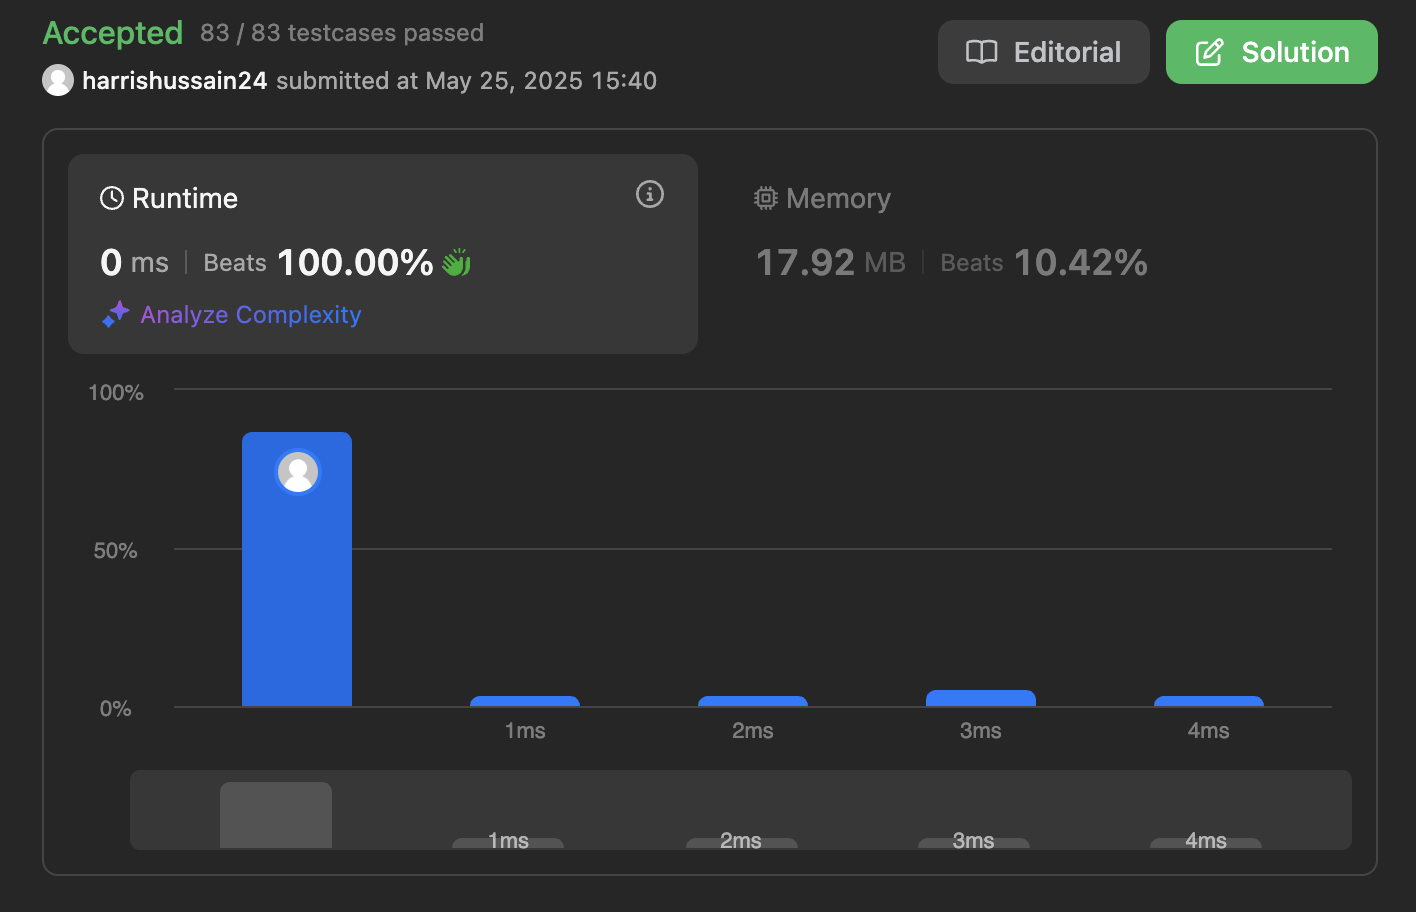 Accepted 83 / 83 testcases passed
harrishussain24 submitted at May 25, 2025 15:40
Editorial
Solution
Runtime
0 ms | Beats 100.00%
Analyze Complexity
Memory
17.92 MB | Beats 10.42%
100%
50%
0%
1ms 2ms 3ms 4ms
1ms 2ms 3ms 4ms